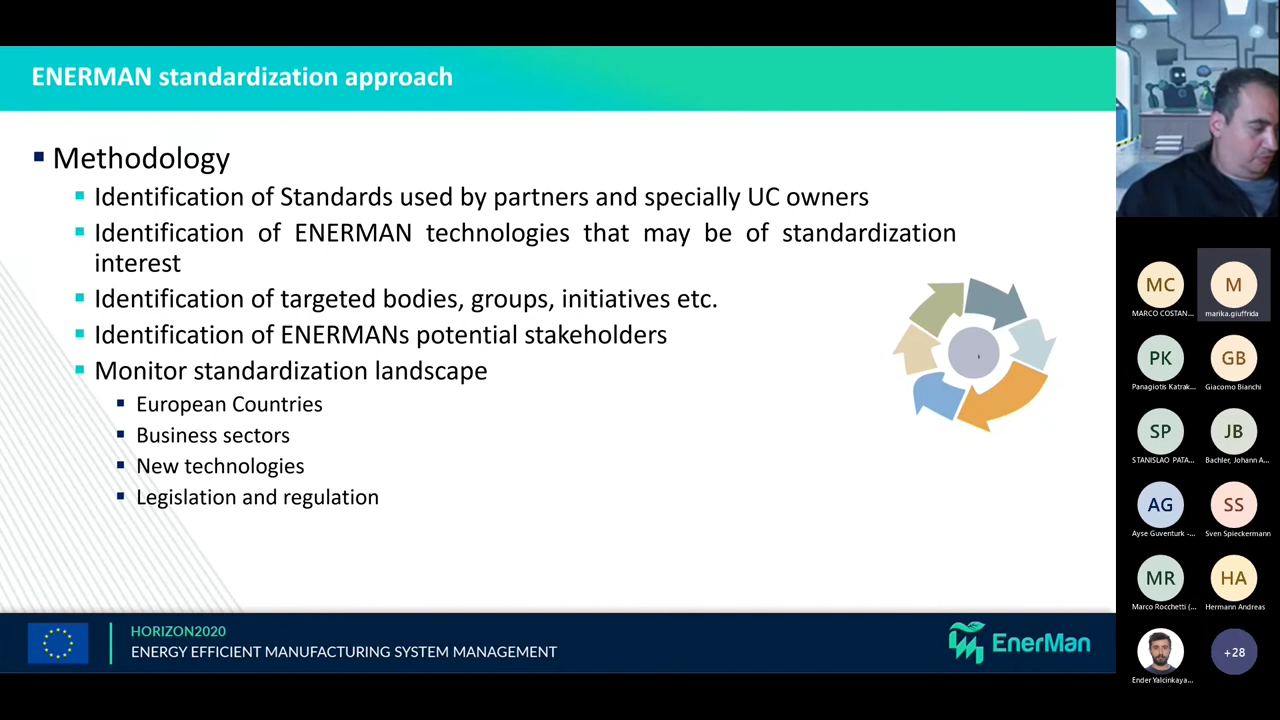 ENERMAN standardization approach
Methodology
Identification of Standards used by partners and specially UC owners
Identification of ENERMAN technologies that may be of standardization
interest
Identification of targeted bodies, groups, initiatives etc.
Identification of ENERMANs potential stakeholders
Monitor standardization landscape
European Countries
Business sectors
New technologies
Legislation and regulation
HORIZON2020
ENERGY EFFICIENT MANUFACTURING SYSTEM MANAGEMENT
EnerMan
MC
MARCO COSTAN...
M
marika.giuffrida
PK
Panagiotis Katrak...
GB
Giacomo Bianchi
SP
STANISLAO PATA...
JB
Bachler, Johann A...
AG
Ayse Guventurk -...
SS
Sven Spieckermann
MR
Marco Rocchetti (...
HA
Hermann Andreas
Ender Yalcinkaya...
+28